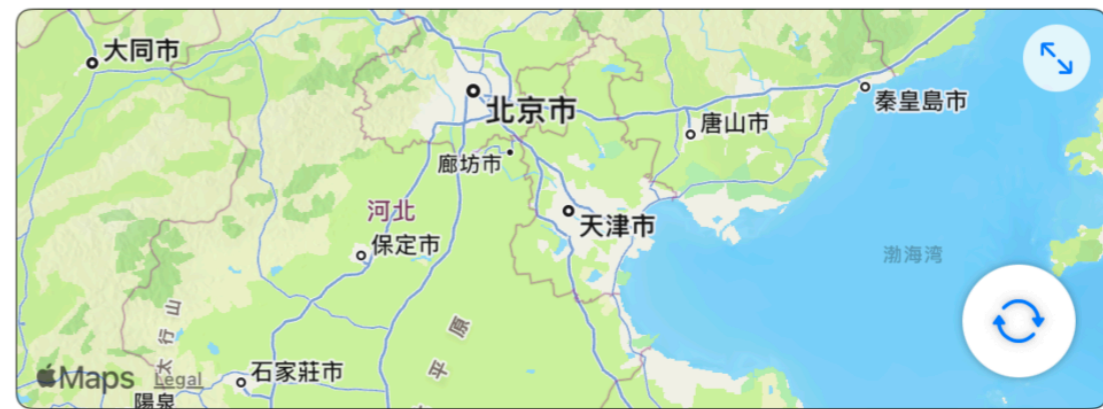 大同市
北京市
秦皇島市
唐山市
廊坊市
河北
天津市
保定市
渤海湾
太行山
平原
石家莊市
Maps
Legal
陽泉